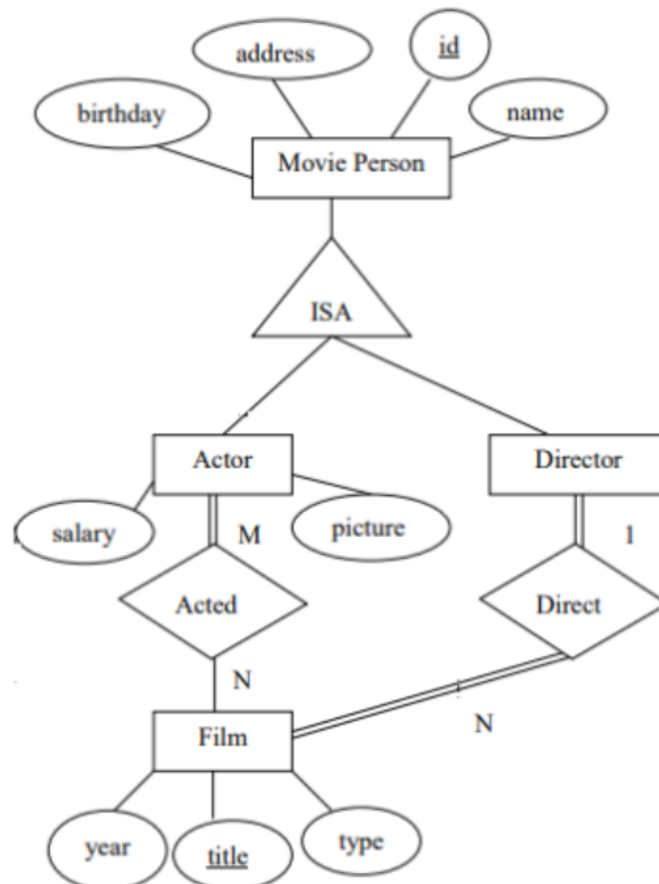 address
id
birthday
name
Movie Person
ISA
Actor
Director
salary
M
picture
1
Acted
Direct
N
N
Film
year
title
type